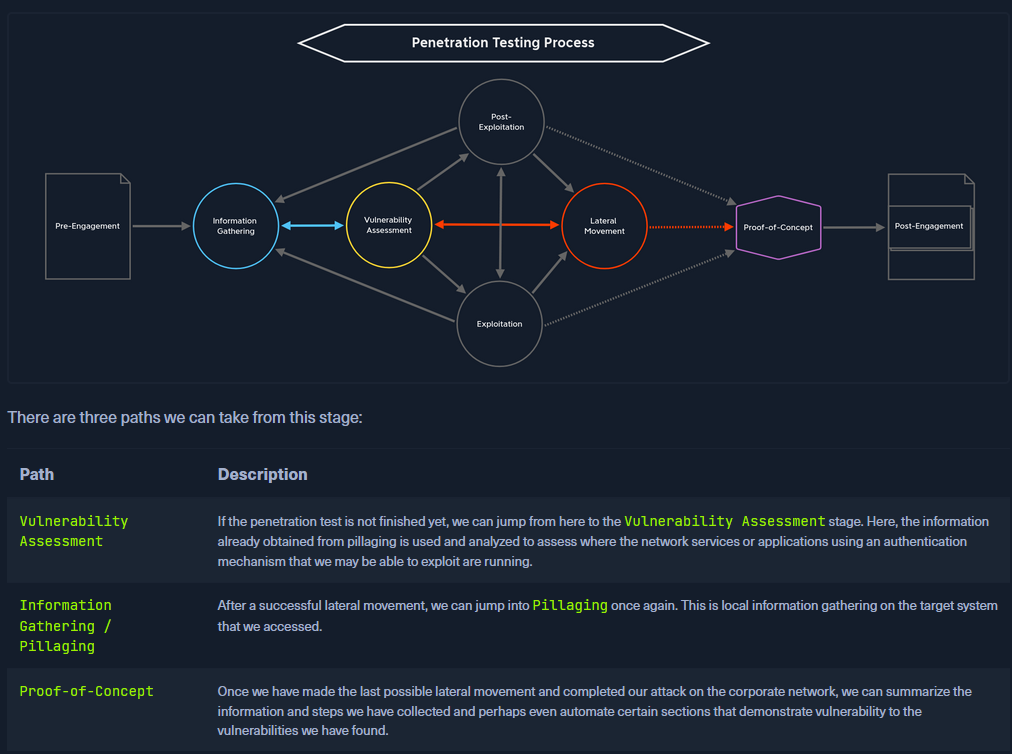 Penetration Testing Process
Post-
Exploitation
Pre-Engagement
Information
Gathering
Vulnerability
Assessment
Lateral
Movement
Proof-of-Concept
Post-Engagement
Exploitation
There are three paths we can take from this stage:
Path Description
Vulnerability
Assessment
If the penetration test is not finished yet, we can jump from here to the Vulnerability Assessment stage. Here, the information
already obtained from pillaging is used and analyzed to assess where the network services or applications using an authentication
mechanism that we may be able to exploit are running.
Information
Gathering /
Pillaging
After a successful lateral movement, we can jump into Pillaging once again. This is local information gathering on the target system
that we accessed.
Proof-of-Concept
Once we have made the last possible lateral movement and completed our attack on the corporate network, we can summarize the
information and steps we have collected and perhaps even automate certain sections that demonstrate vulnerability to the
vulnerabilities we have found.